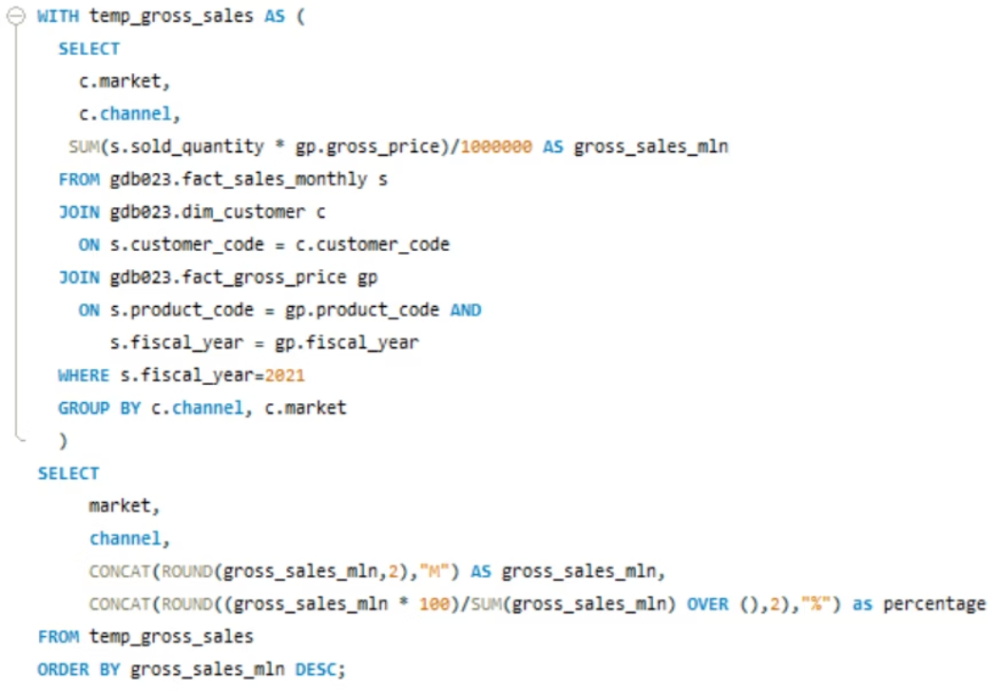 WITH temp_gross_sales AS (
SELECT
c.market,
c.channel,
SUM(s.sold_quantity * gp.gross_price)/1000000 AS gross_sales_mln
FROM gdb023.fact_sales_monthly s
JOIN gdb023.dim_customer c
ON s.customer_code = c.customer_code
JOIN gdb023.fact_gross_price gp
ON s.product_code = gp.product_code AND
s.fiscal_year = gp.fiscal_year
WHERE s.fiscal_year=2021
GROUP BY c.channel, c.market
)
SELECT
market,
channel,
CONCAT(ROUND(gross_sales_mln,2),"M") AS gross_sales_mln,
CONCAT(ROUND((gross_sales_mln * 100)/SUM(gross_sales_mln) OVER (),2),"%") as percentage
FROM temp_gross_sales
ORDER BY gross_sales_mln DESC;